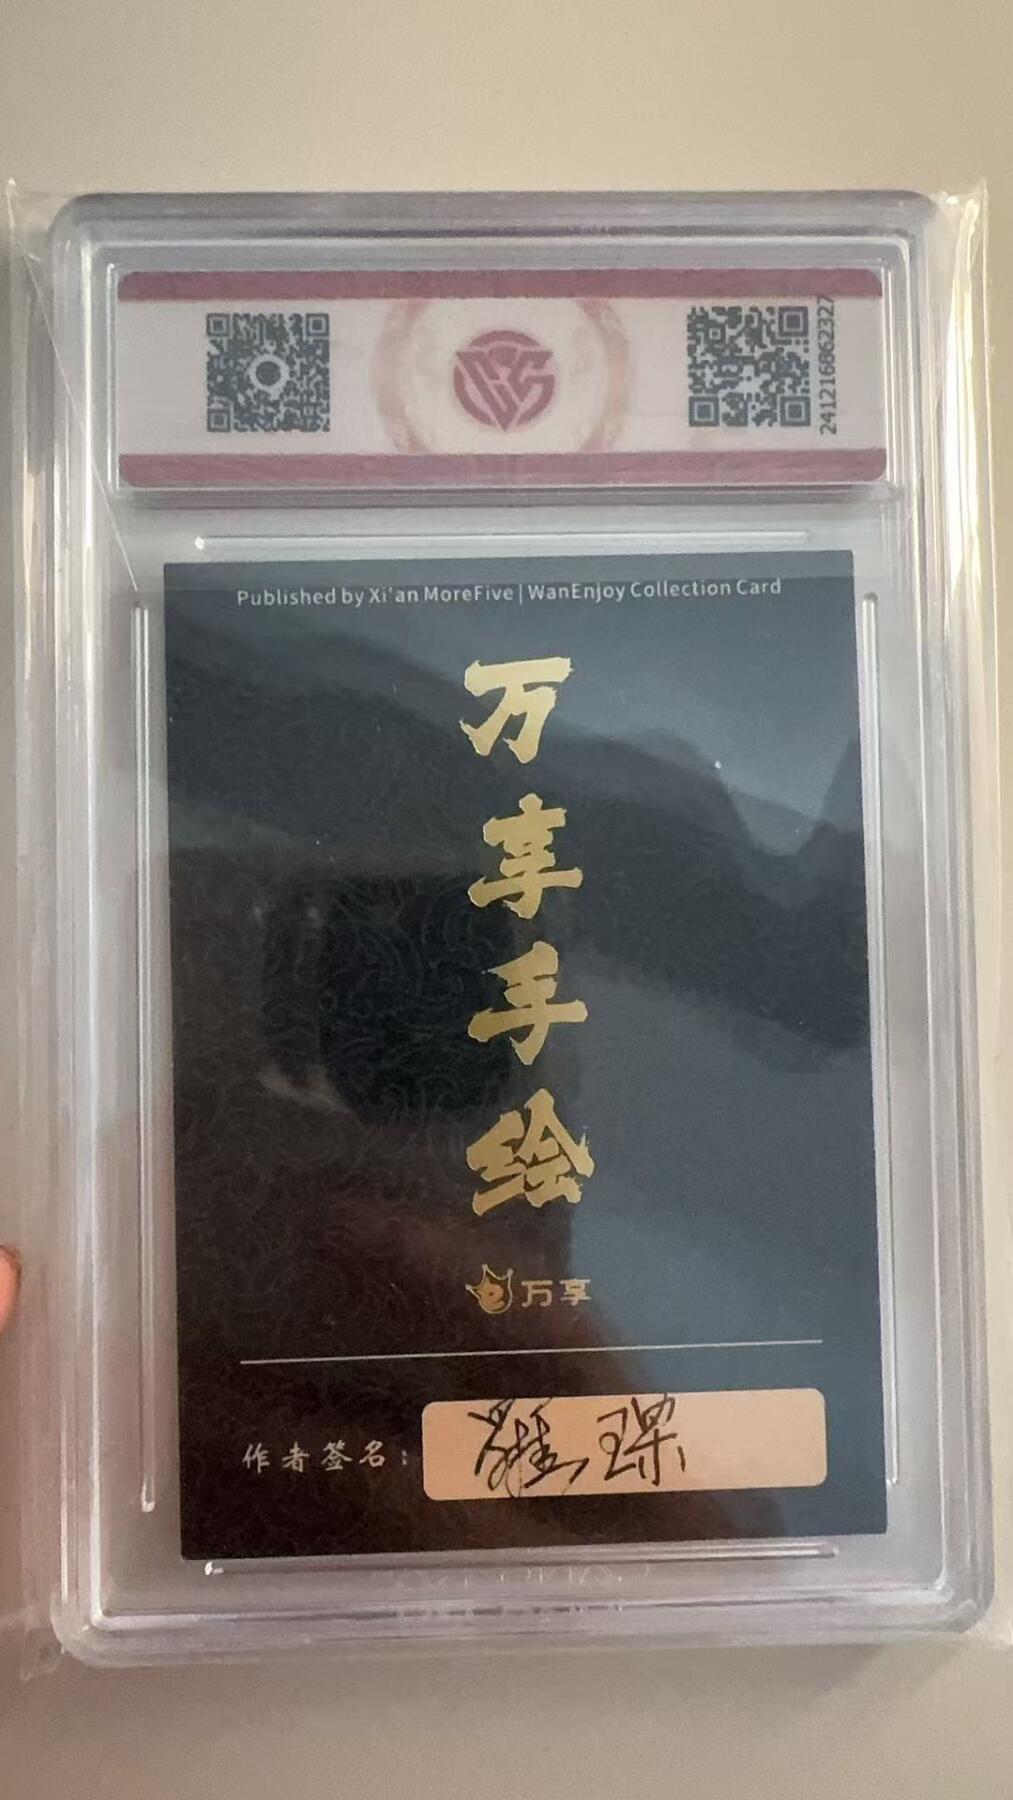 241216862327
Published by Xi'an MoreFive | WanEnjoy Collection Card
万
享
手
绘
万享
作者签名：